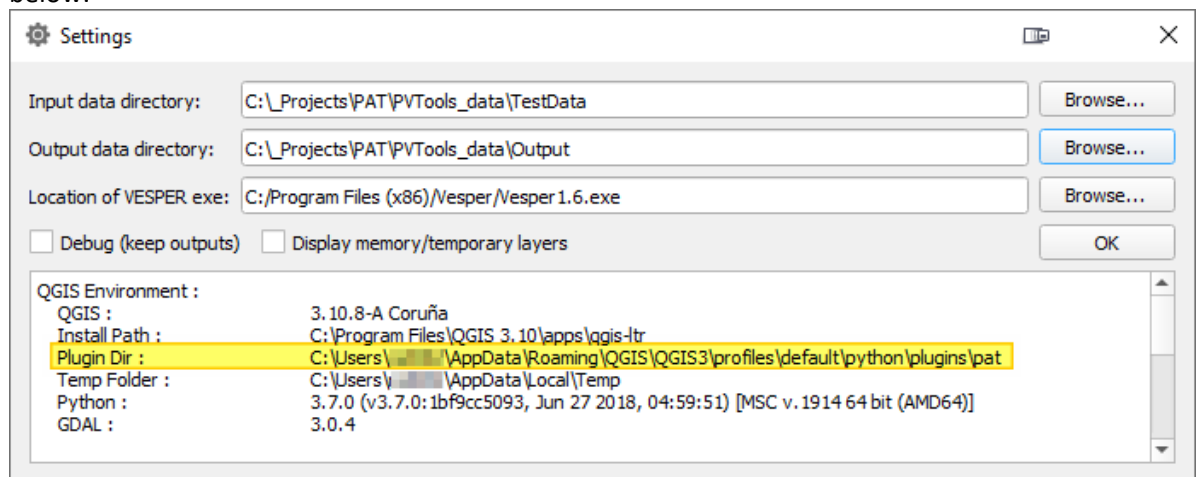 below.
Settings
Input data directory: C:\_Projects\PAT\PVTools_data\TestData Browse...
Output data directory: C:\_Projects\PAT\PVTools_data\Output Browse...
Location of VESPER exe: C:/Program Files (x86)/Vesper/Vesper1.6.exe Browse...
Debug (keep outputs) Display memory/temporary layers OK
QGIS Environment :
QGIS : 3.10.8-A Coruña
Install Path : C:\Program Files\QGIS 3.10\apps\qgis-ltr
Plugin Dir : C:\Users\ \AppData\Roaming\QGIS\QGIS3\profiles\default\python\plugins\pat
Temp Folder : C:\Users\ \AppData\Local\Temp
Python : 3.7.0 (v3.7.0:1bf9cc5093, Jun 27 2018, 04:59:51) [MSC v.1914 64 bit (AMD64)]
GDAL : 3.0.4